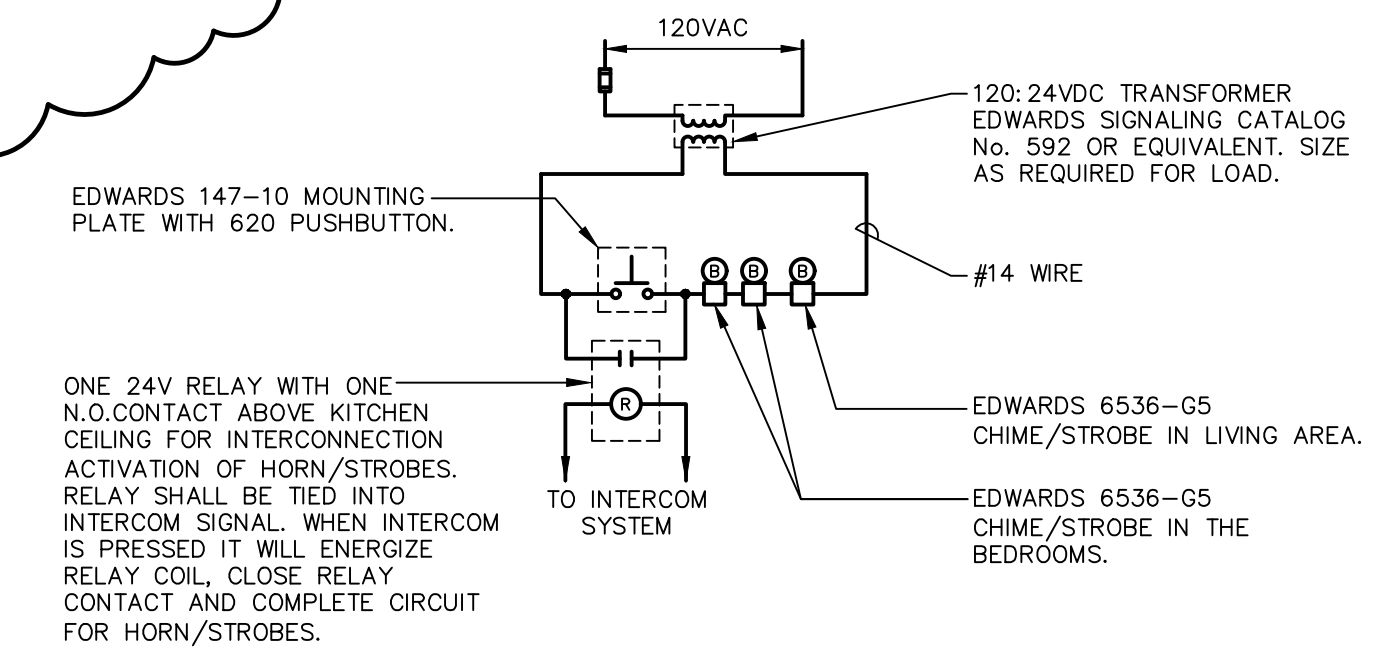 120VAC
120:24VDC TRANSFORMER
EDWARDS SIGNALING CATALOG
No. 592 OR EQUIVALENT. SIZE
AS REQUIRED FOR LOAD.
EDWARDS 147-10 MOUNTING
PLATE WITH 620 PUSHBUTTON.
B
B
B
#14 WIRE
ONE 24V RELAY WITH ONE
N.O.CONTACT ABOVE KITCHEN
CEILING FOR INTERCONNECTION
ACTIVATION OF HORN/STROBES.
RELAY SHALL BE TIED INTO
INTERCOM SIGNAL. WHEN INTERCOM
IS PRESSED IT WILL ENERGIZE
RELAY COIL, CLOSE RELAY
CONTACT AND COMPLETE CIRCUIT
FOR HORN/STROBES.
R
TO INTERCOM
SYSTEM
EDWARDS 6536-G5
CHIME/STROBE IN LIVING AREA.
EDWARDS 6536-G5
CHIME/STROBE IN THE
BEDROOMS.